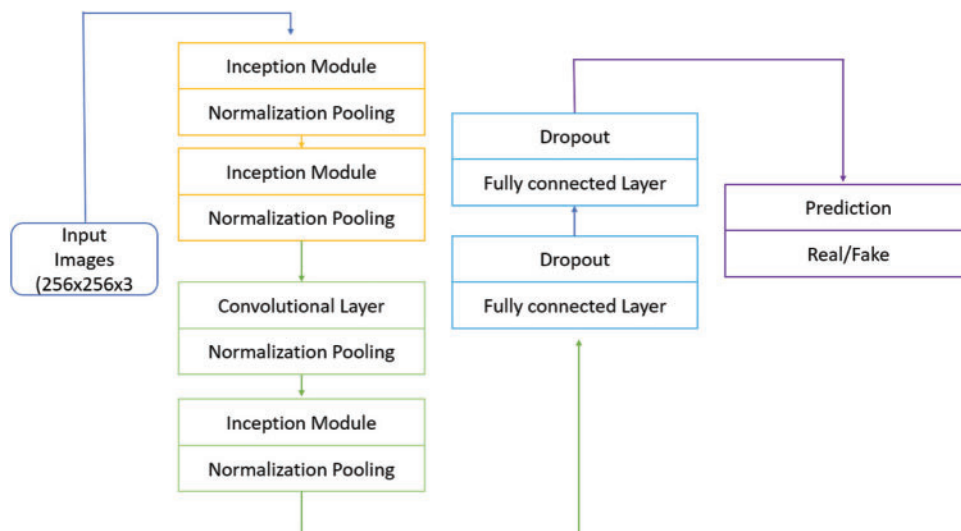 Input
Images
(256x256x3
Inception Module
Normalization Pooling
Inception Module
Normalization Pooling
Convolutional Layer
Normalization Pooling
Inception Module
Normalization Pooling
Dropout
Fully connected Layer
Dropout
Fully connected Layer
Prediction
Real/Fake